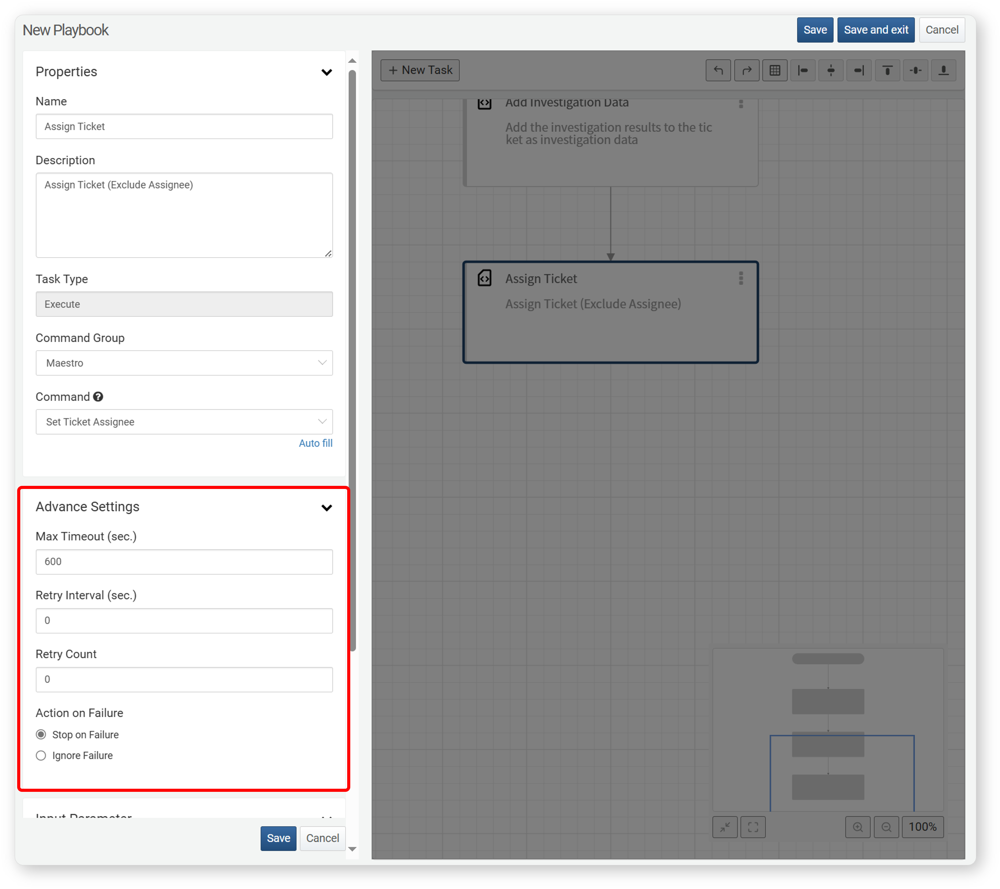 New Playbook
Save
Save and exit
Cancel
Properties
Name
Assign Ticket
Description
Assign Ticket (Exclude Assignee)
Task Type
Execute
Command Group
Maestro
Command
Set Ticket Assignee
Auto fill
Advance Settings
Max Timeout (sec.)
600
Retry Interval (sec.)
0
Retry Count
0
Action on Failure
Stop on Failure
Ignore Failure
Input Parameter
Save
Cancel
+ New Task
Add Investigation Data
Add the investigation results to the tic
ket as investigation data
Assign Ticket
Assign Ticket (Exclude Assignee)
100%